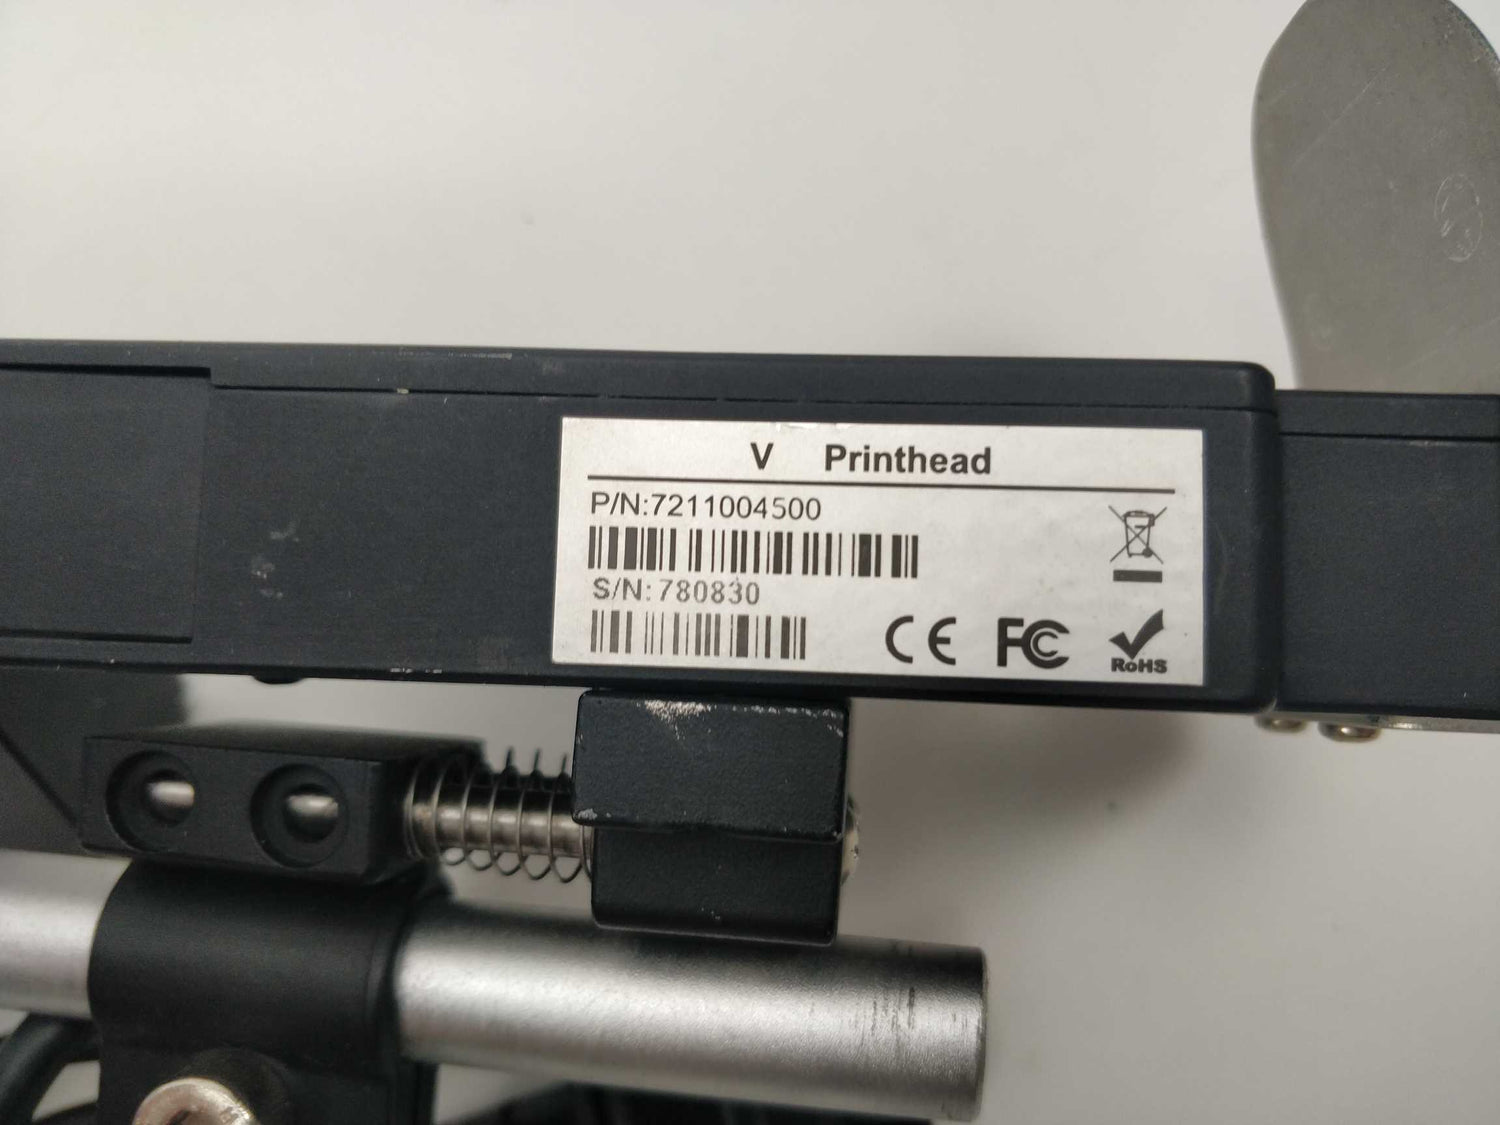 V Printhead
P/N:7211004500
S/N:780830
CE FC RoHS